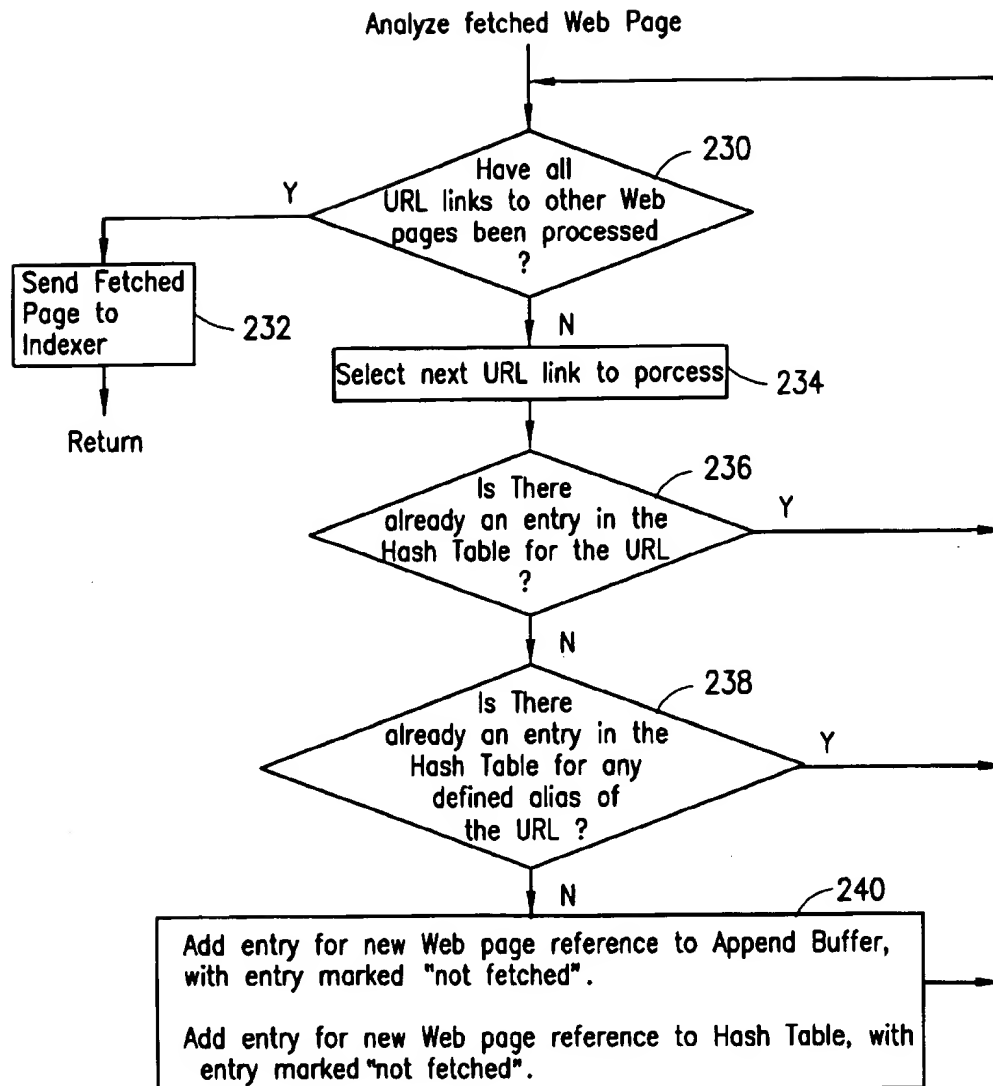 Analyze fetched Web Page
230
Have all
URL links to other Web
pages been processed
?
Y
Send Fetched
Page to
Indexer
232
Return
N
Select next URL link to porcess
234
236
Is There
already an entry in the
Hash Table for the URL
?
Y
N
238
Is There
already an entry in the
Hash Table for any
defined alias of
the URL ?
Y
N
240
Add entry for new Web page reference to Append Buffer,
with entry marked "not fetched".
Add entry for new Web page reference to Hash Table, with
entry marked "not fetched".